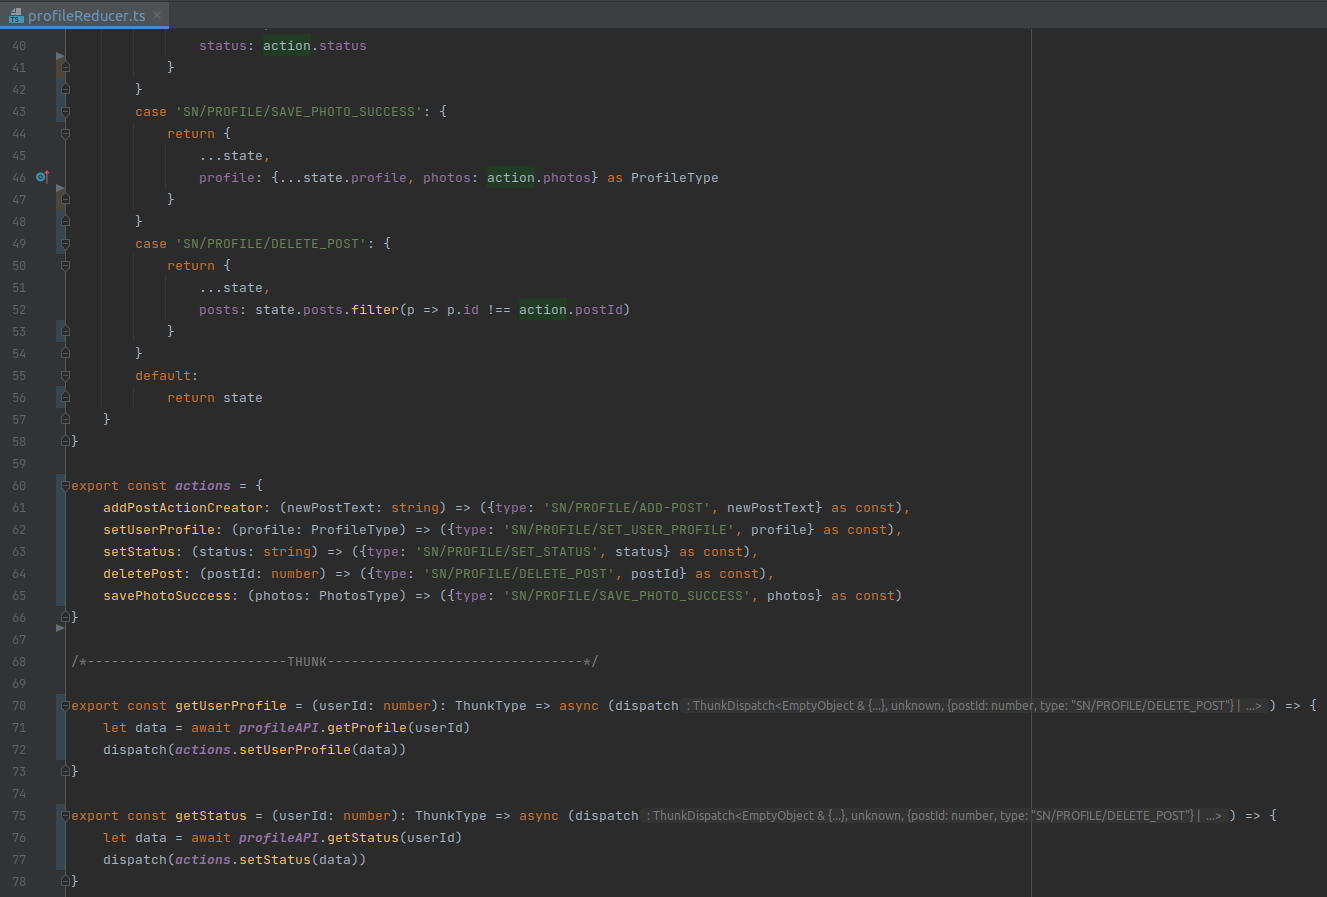 profileReducer.ts
40 status: action.status
41 }
42 }
43 case 'SN/PROFILE/SAVE_PHOTO_SUCCESS': {
44 return {
45 ...state,
46 profile: {...state.profile, photos: action.photos} as ProfileType
47 }
48 }
49 case 'SN/PROFILE/DELETE_POST': {
50 return {
51 ...state,
52 posts: state.posts.filter(p => p.id !== action.postId)
53 }
54 }
55 default:
56 return state
57 }
58 }
59
60 export const actions = {
61 addPostActionCreator: (newPostText: string) => ({type: 'SN/PROFILE/ADD-POST', newPostText} as const),
62 setUserProfile: (profile: ProfileType) => ({type: 'SN/PROFILE/SET_USER_PROFILE', profile} as const),
63 setStatus: (status: string) => ({type: 'SN/PROFILE/SET_STATUS', status} as const),
64 deletePost: (postId: number) => ({type: 'SN/PROFILE/DELETE_POST', postId} as const),
65 savePhotoSuccess: (photos: PhotosType) => ({type: 'SN/PROFILE/SAVE_PHOTO_SUCCESS', photos} as const)
66 }
67
68 /*-------------------------THUNK--------------------------------*/
69
70 export const getUserProfile = (userId: number): ThunkType => async (dispatch : ThunkDispatch<EmptyObject & {...}, unknown, {postId: number, type: "SN/PROFILE/DELETE_POST"} | ...> ) => {
71 let data = await profileAPI.getProfile(userId)
72 dispatch(actions.setUserProfile(data))
73 }
74
75 export const getStatus = (userId: number): ThunkType => async (dispatch : ThunkDispatch<EmptyObject & {...}, unknown, {postId: number, type: "SN/PROFILE/DELETE_POST"} | ...> ) => {
76 let data = await profileAPI.getStatus(userId)
77 dispatch(actions.setStatus(data))
78 }